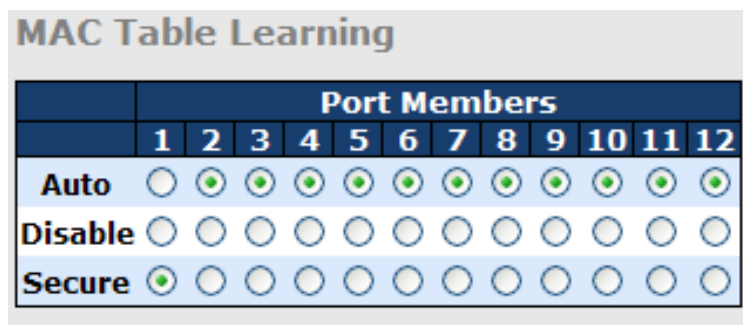 MAC Table Learning
Port Members
1 2 3 4 5 6 7 8 9 10 11 12
Auto
Disable
Secure